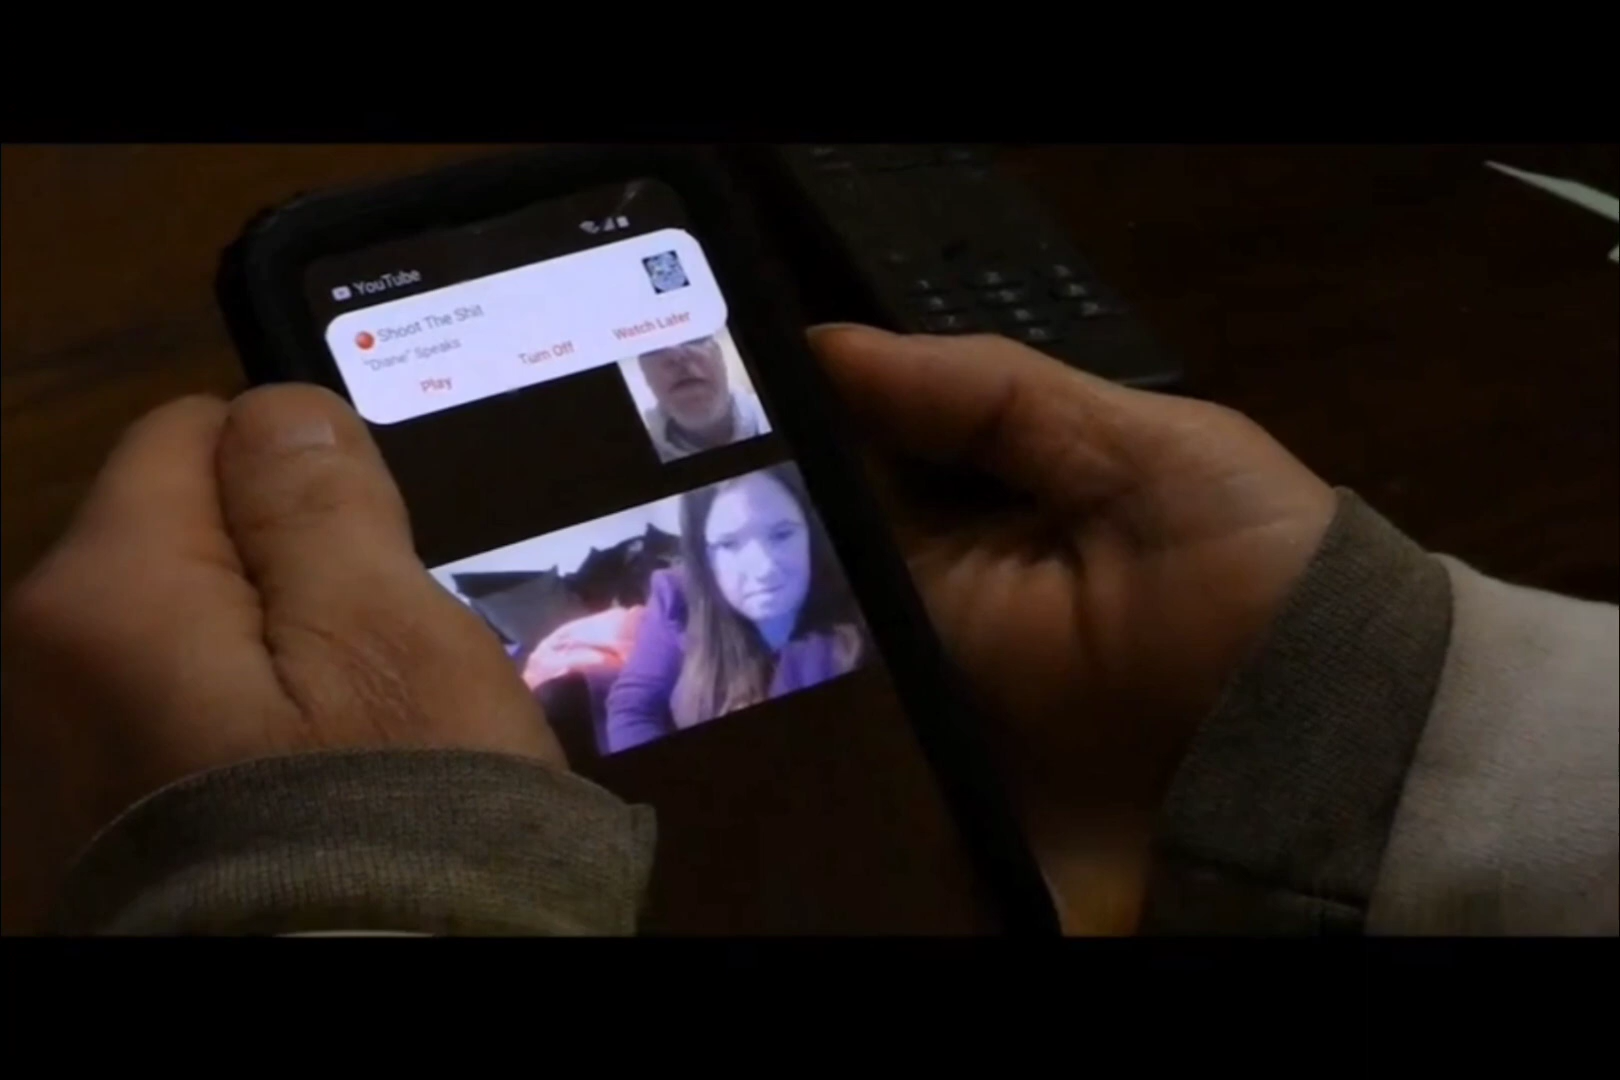 YouTube
Shoot The Shit
"Diane" Speaks
Play
Turn Off
Watch Later